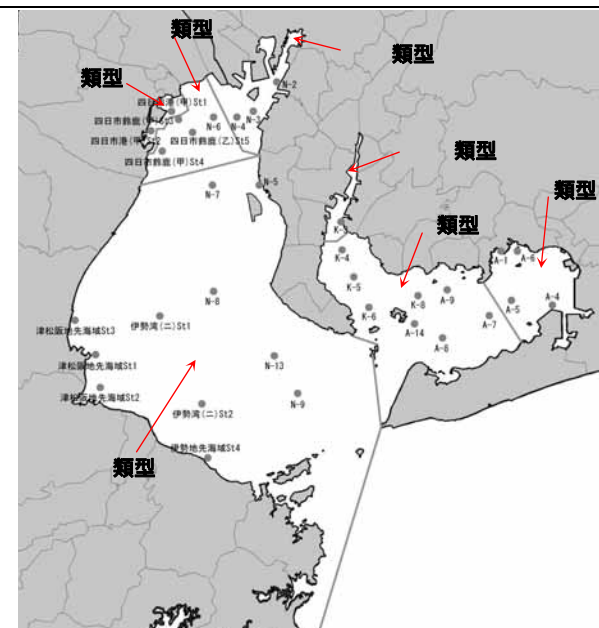 類型
類型
類型
N-2
四日市港(甲)St1
四日市鈴鹿(甲)St3
N-6
N-4
N-3
四日市港(甲)St2
四日市鈴鹿(乙)St5
四日市鈴鹿(甲)St4
類型
N-7
N-5
類型
類型
K-4
A-1
A-6
K-5
K-8
A-9
A-5
A-4
K-6
A-14
A-7
A-8
N-8
伊勢湾(二)St1
津松阪地先海域St3
津松阪地先海域St1
N-13
津松阪地先海域St2
N-9
伊勢湾(二)St2
伊勢地先海域St4
類型